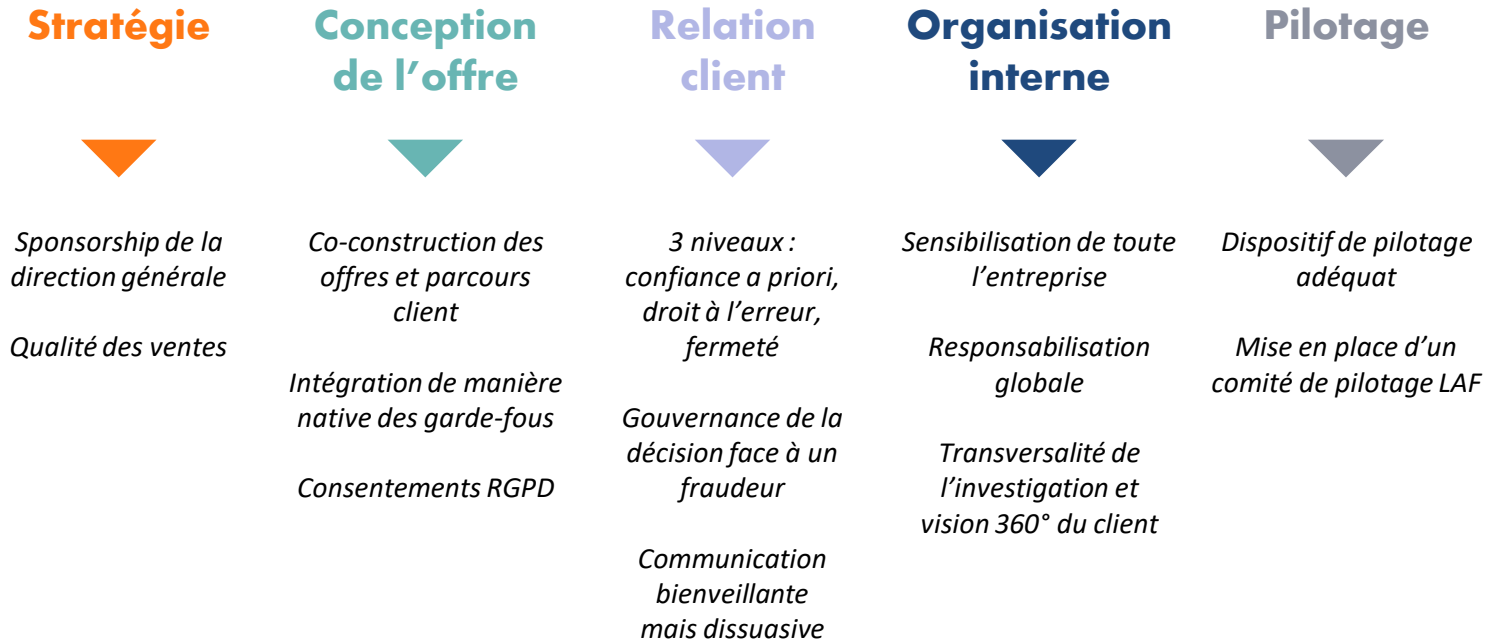 Stratégie
Sponsorship de la
direction générale
Qualité des ventes
Conception
de l’offre
Co-construction des
offres et parcours
client
Intégration de manière
native des garde-fous
Consentements RGPD
Relation
client
3 niveaux :
confiance a priori,
droit à l’erreur,
fermeté
Gouvernance de la
décision face à un
fraudeur
Communication
bienveillante
mais dissuasive
Organisation
interne
Sensibilisation de toute
l’entreprise
Responsabilisation
globale
Transversalité de
l’investigation et
vision 360° du client
Pilotage
Dispositif de pilotage
adéquat
Mise en place d’un
comité de pilotage LAF